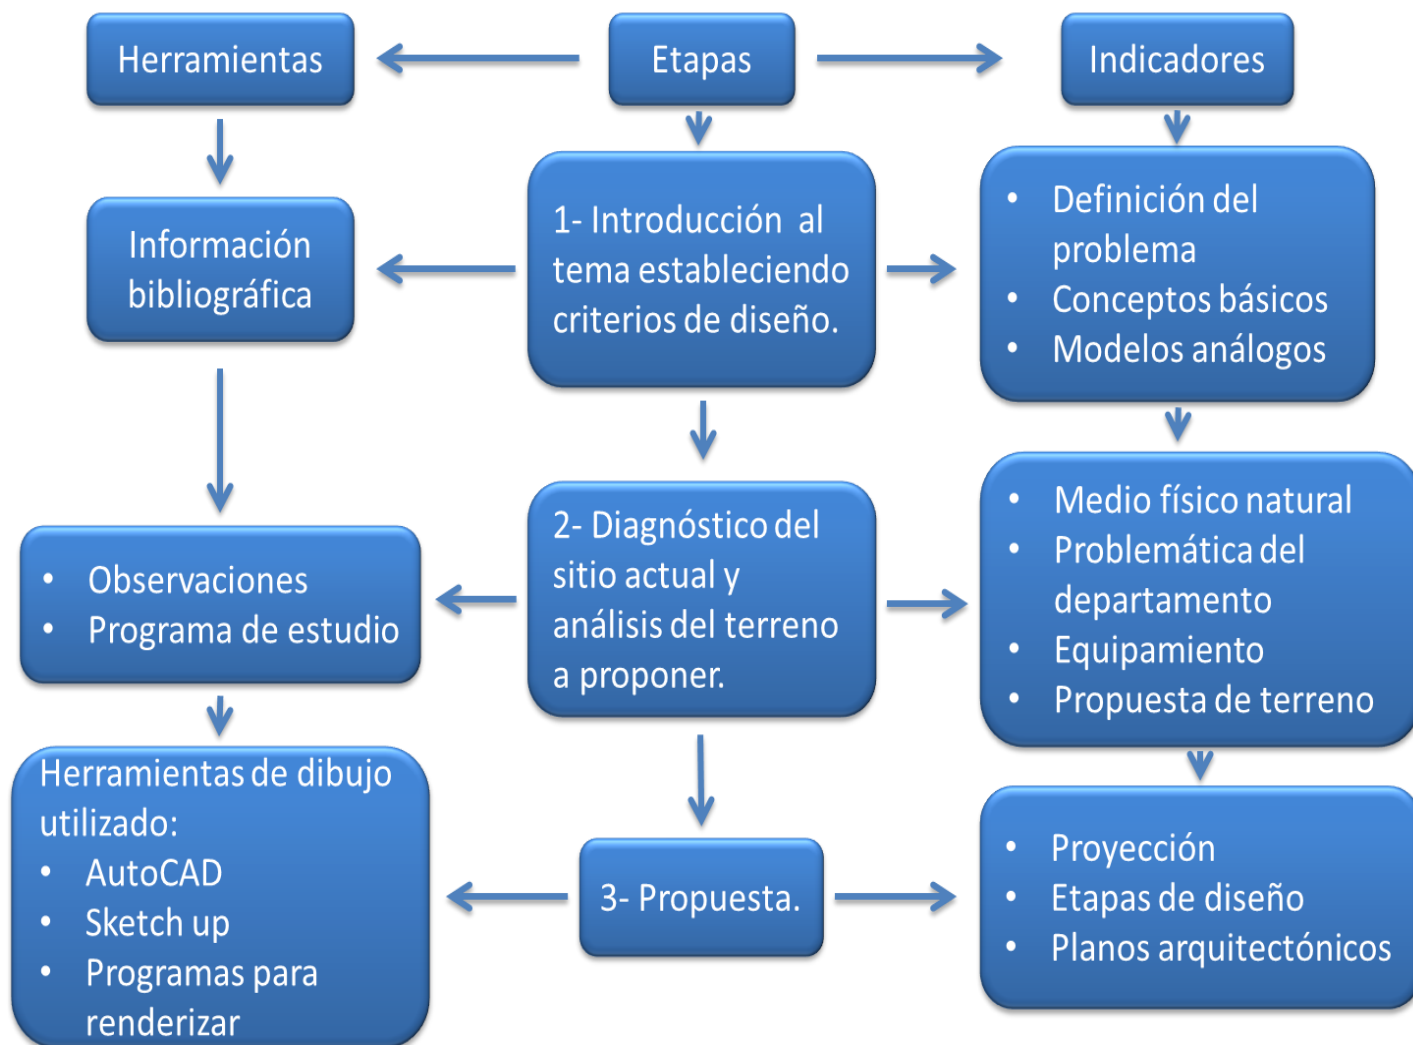 Herramientas
Etapas
Indicadores
Información
bibliográfica
1- Introducción al
tema estableciendo
criterios de diseño.
• Definición del
problema
• Conceptos básicos
• Modelos análogos
• Observaciones
• Programa de estudio
2- Diagnóstico del
sitio actual y
análisis del terreno
a proponer.
• Medio físico natural
• Problemática del
departamento
• Equipamiento
• Propuesta de terreno
Herramientas de dibujo
utilizado:
• AutoCAD
• Sketch up
• Programas para
renderizar
3- Propuesta.
• Proyección
• Etapas de diseño
• Planos arquitectónicos